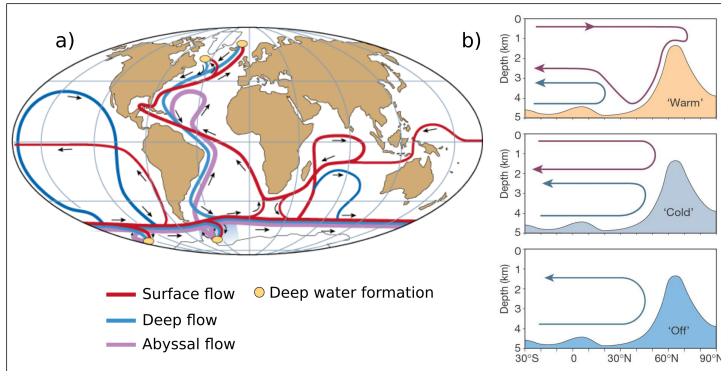 a)
Surface flow
Deep water formation
Deep flow
Abyssal flow
b)
0
1
2
3
4
5
Depth (km)
'Warm'
0
1
2
3
4
5
Depth (km)
'Cold'
0
1
2
3
4
5
Depth (km)
'Off'
30°S 0 30°N 60°N 90°N